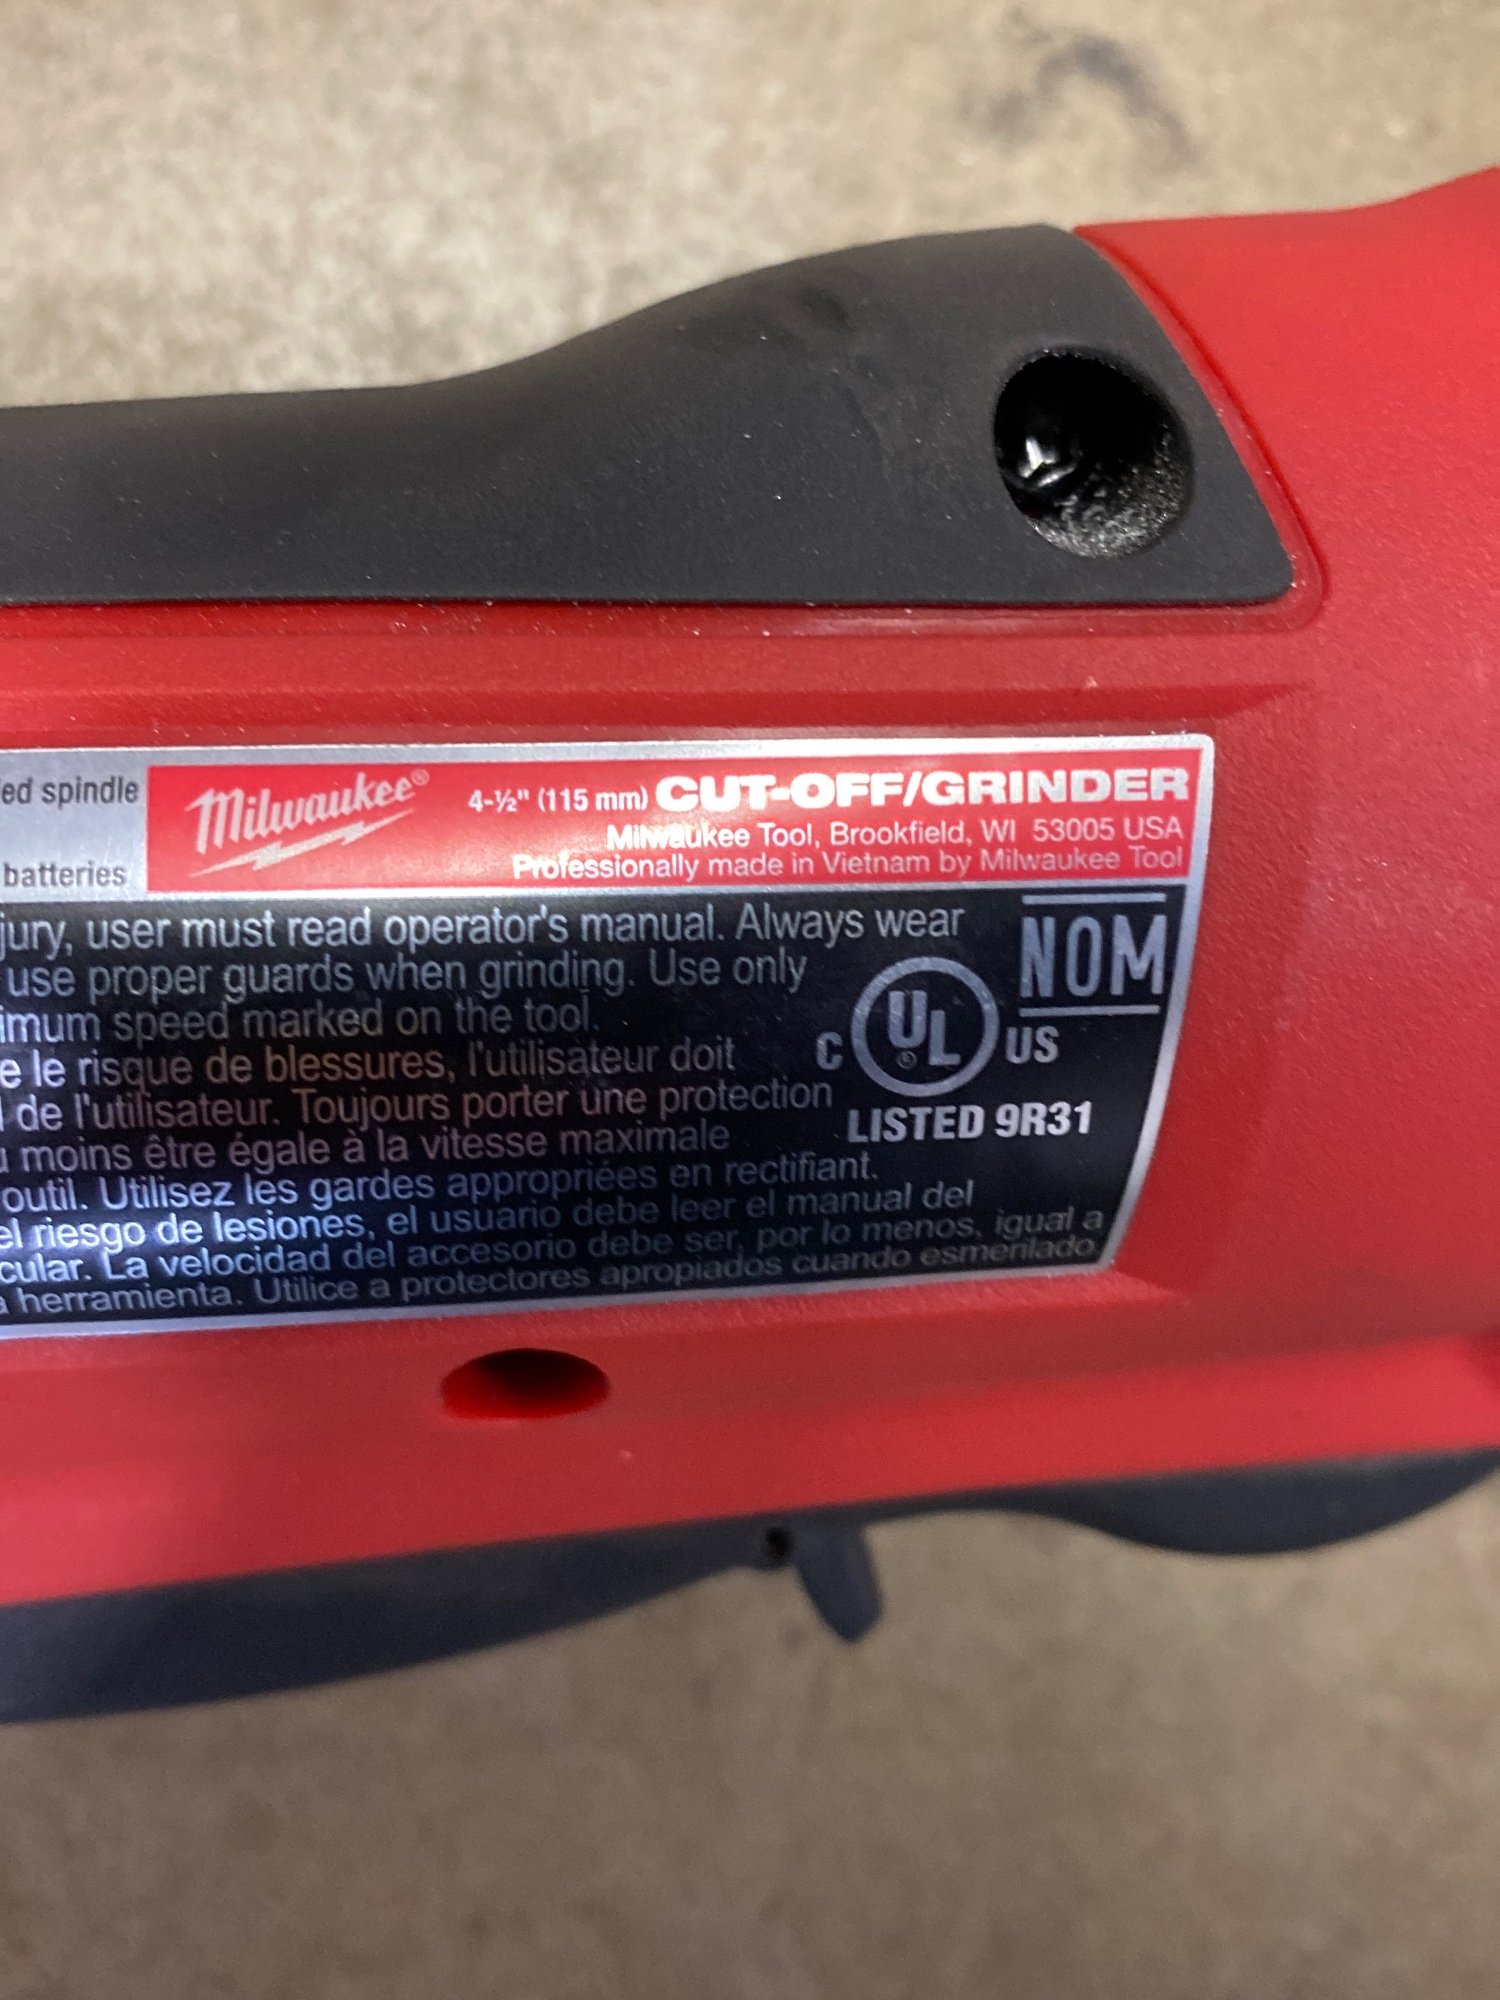 ed spindle
batteries
Milwaukee®
4-½" (115 mm) CUT-OFF/GRINDER
Milwaukee Tool, Brookfield, WI 53005 USA
Professionally made in Vietnam by Milwaukee Tool
jury, user must read operator's manual. Always wear
use proper guards when grinding. Use only
imum speed marked on the tool.
e le risque de blessures, l'utilisateur doit
de l'utilisateur. Toujours porter une protection
u moins être égale à la vitesse maximale
outil. Utilisez les gardes appropriées en rectifiant.
el riesgo de lesiones, el usuario debe leer el manual del
cular. La velocidad del accesorio debe ser, por lo menos, igual a
a herramienta. Utilice a protectores apropiados cuando esmerilado.
NOM
C UL US
LISTED 9R31